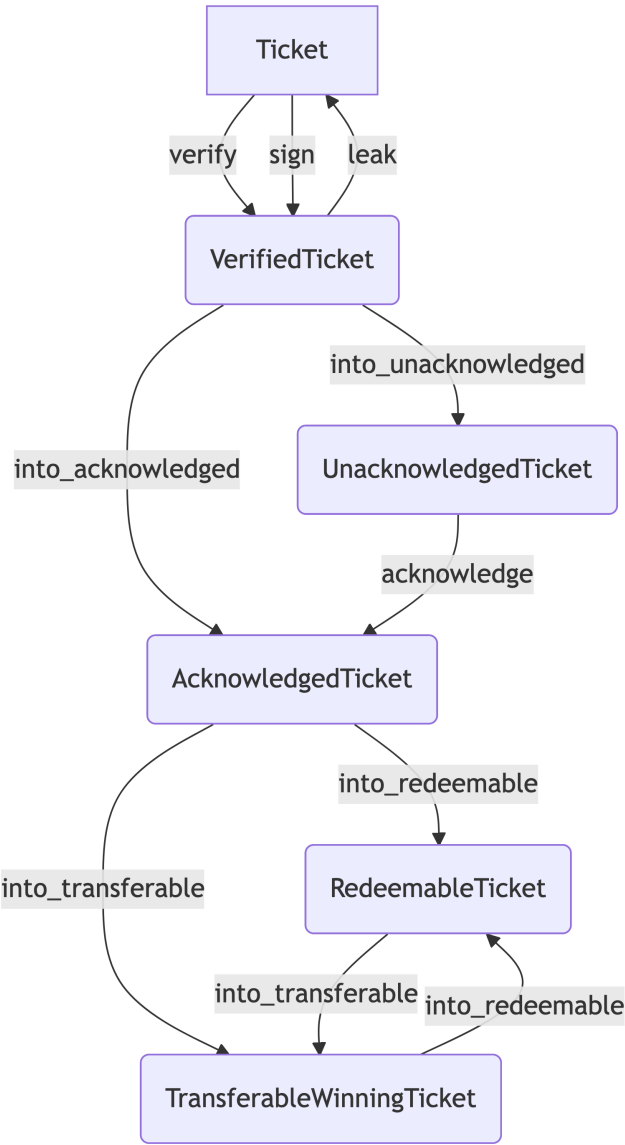 Ticket
verify
sign
leak
VerifiedTicket
into_unacknowledged
into_acknowledged
UnacknowledgedTicket
acknowledge
AcknowledgedTicket
into_redeemable
into_transferable
RedeemableTicket
into_transferable
into_redeemable
TransferableWinningTicket